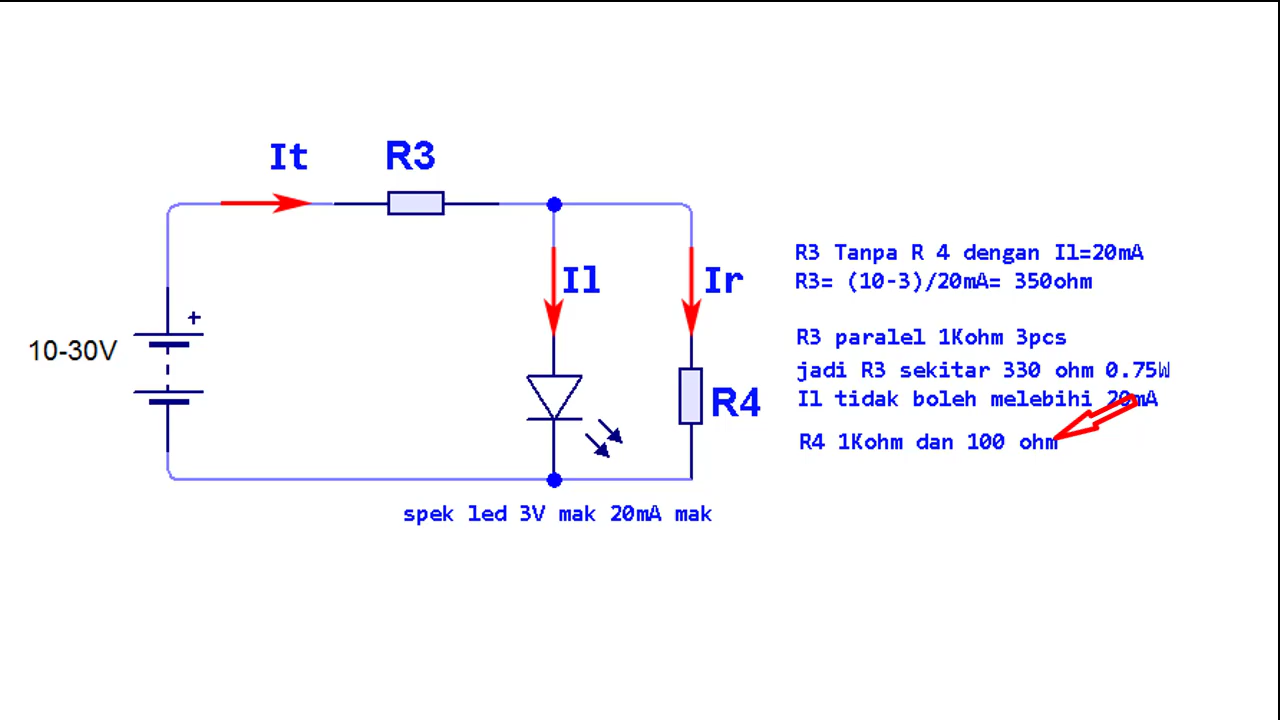 It
R3
Il
Ir
+
10-30V
R4
R3 Tanpa R 4 dengan Il=20mA
R3= (10-3)/20mA= 350ohm
R3 paralel 1Kohm 3pcs
jadi R3 sekitar 330 ohm 0.75W
Il tidak boleh melebihi 20mA
R4 1Kohm dan 100 ohm
spek led 3V mak 20mA mak